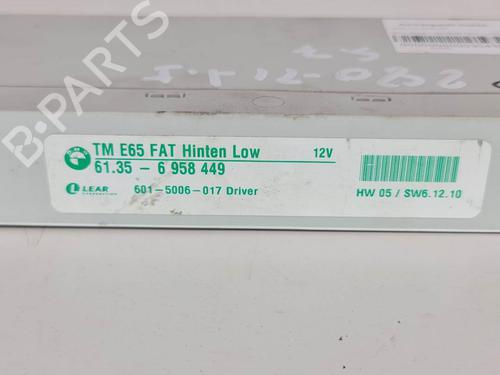 B-PARTS
TM E65 FAT Hinten Low 12V
61.35 - 6 958 449
LEAR CORPORATION
601-5006-017 Driver
HW 05 / SW6.12.10